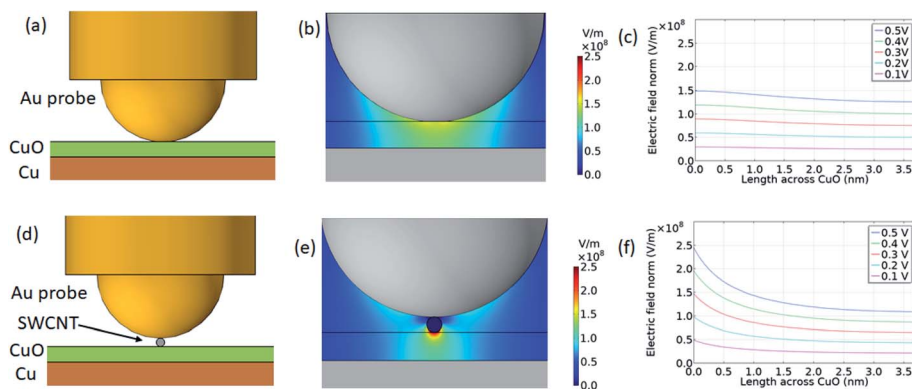 (a)
Au probe
CuO
Cu
(b)
V/m
×10⁸
2.5
2.0
1.5
1.0
0.5
0.0
(c)
×10⁸
Electric field norm (V/m)
2.5
2.0
1.5
1.0
0.5
0.0
0.0 0.5 1.0 1.5 2.0 2.5 3.0 3.5
Length across CuO (nm)
0.5V
0.4V
0.3V
0.2V
0.1V
(d)
Au probe
SWCNT
CuO
Cu
(e)
V/m
×10⁸
2.5
2.0
1.5
1.0
0.5
0.0
(f)
×10⁸
Electric field norm (V/m)
2.5
2.0
1.5
1.0
0.5
0.0
0.0 0.5 1.0 1.5 2.0 2.5 3.0 3.5
Length across CuO (nm)
0.5 V
0.4 V
0.3 V
0.2 V
0.1 V